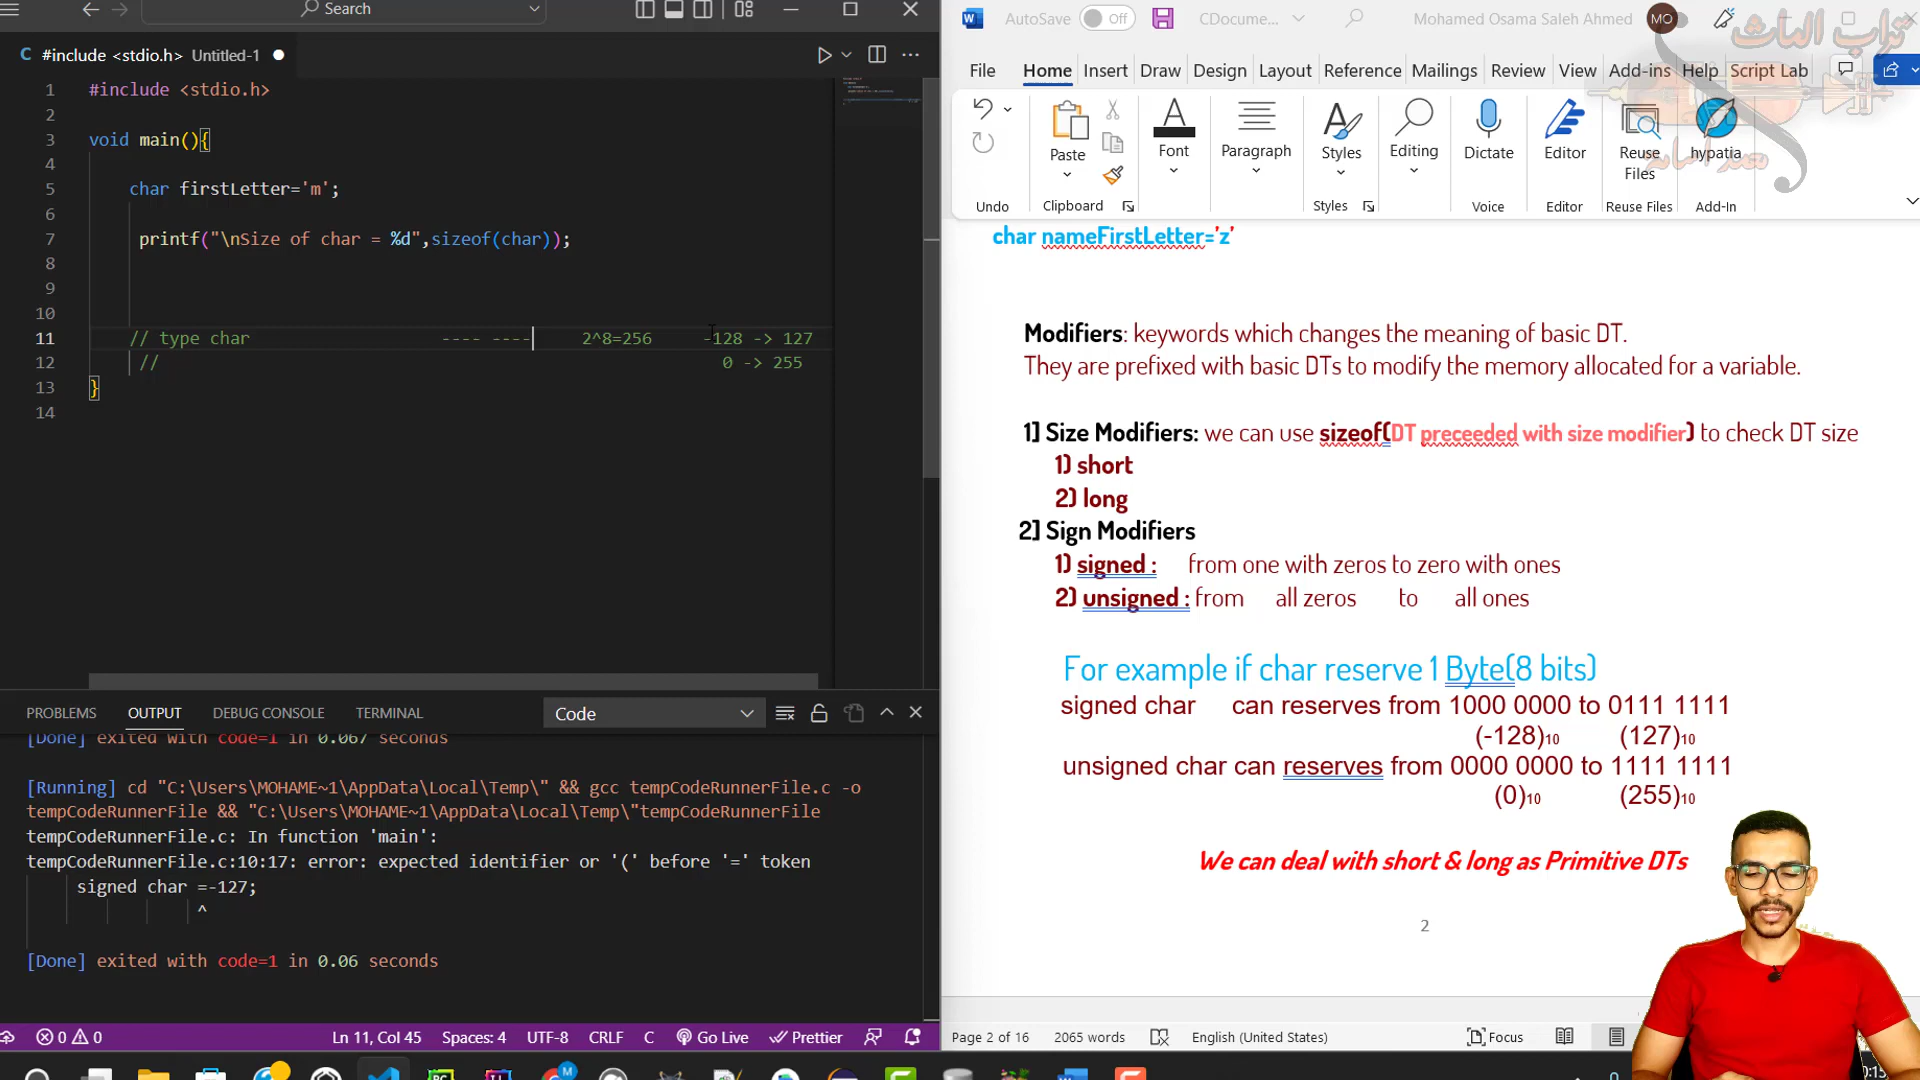 Search
C #include <stdio.h> Untitled-1
1 #include <stdio.h>
2
3 void main(){
4
5 char firstLetter='m';
6
7 printf("\nSize of char = %d",sizeof(char));
8
9
10
11 // type char ---- ---- 2^8=256 -128 -> 127
12 // 0 -> 255
13 }
14
PROBLEMS OUTPUT DEBUG CONSOLE TERMINAL Code
[Done] exited with code=1 in 0.067 seconds
[Running] cd "C:\Users\MOHAME~1\AppData\Local\Temp\" && gcc tempCodeRunnerFile.c -o
tempCodeRunnerFile && "C:\Users\MOHAME~1\AppData\Local\Temp\"tempCodeRunnerFile
tempCodeRunnerFile.c: In function 'main':
tempCodeRunnerFile.c:10:17: error: expected identifier or '(' before '=' token
signed char =-127;
^
[Done] exited with code=1 in 0.06 seconds
0 0 Ln 11, Col 45 Spaces: 4 UTF-8 CRLF C Go Live Prettier
AutoSave Off CDocume... Mohamed Osama Saleh Ahmed MO
File Home Insert Draw Design Layout Reference Mailings Review View Add-ins Help Script Lab
Paste Font Paragraph Styles Editing Dictate Editor Reuse Files hypatia
Undo Clipboard Styles Voice Editor Reuse Files Add-in
char nameFirstLetter='z'
Modifiers: keywords which changes the meaning of basic DT.
They are prefixed with basic DTs to modify the memory allocated for a variable.
1] Size Modifiers: we can use sizeof(DT preceeded with size modifier) to check DT size
1) short
2) long
2] Sign Modifiers
1) signed : from one with zeros to zero with ones
2) unsigned : from all zeros to all ones
For example if char reserve 1 Byte(8 bits)
signed char can reserves from 1000 0000 to 0111 1111
(-128)10 (127)10
unsigned char can reserves from 0000 0000 to 1111 1111
(0)10 (255)10
We can deal with short & long as Primitive DTs
2
Page 2 of 16 2065 words English (United States) Focus